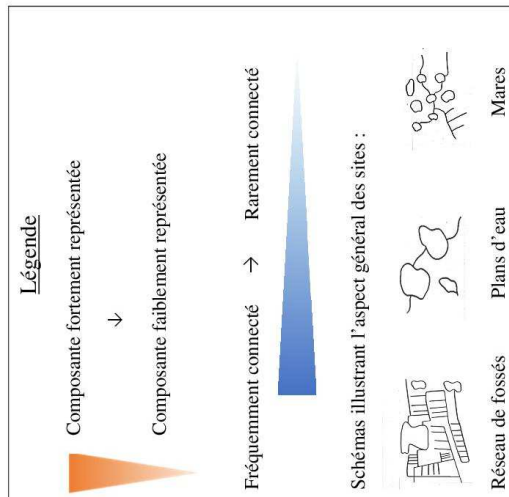 Légende
Composante fortement représentée
→
Composante faiblement représentée
Fréquemment connecté → Rarement connecté
Schémas illustrant l'aspect général des sites :
Réseau de fossés Plans d'eau Mares